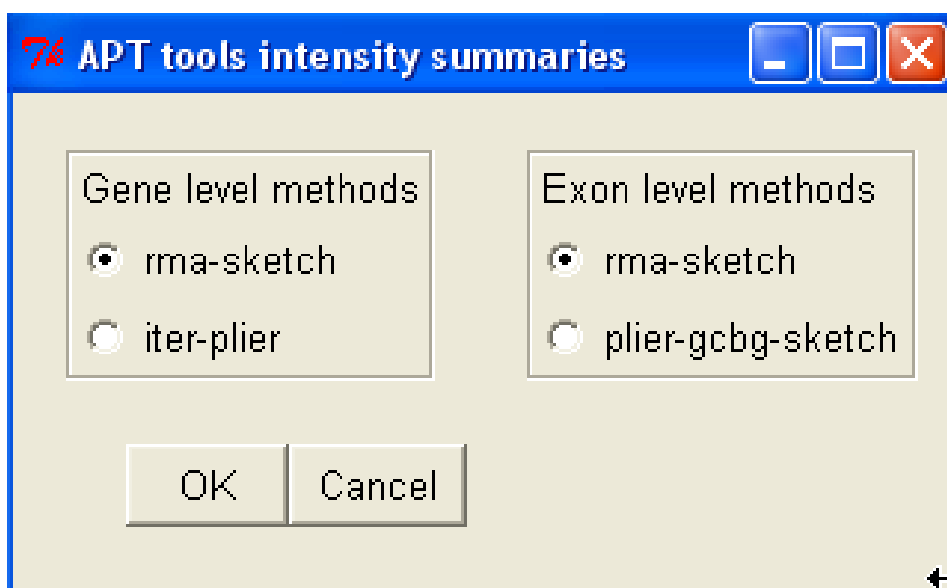 APT tools intensity summaries
Gene level methods
rma-sketch
iter-plier
Exon level methods
rma-sketch
plier-gcbg-sketch
OK
Cancel